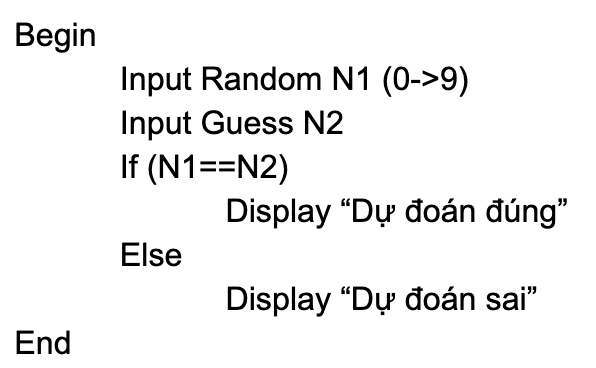 Begin
Input Random N1 (0->9)
Input Guess N2
If (N1==N2)
Display “Dự đoán đúng”
Else
Display “Dự đoán sai”
End